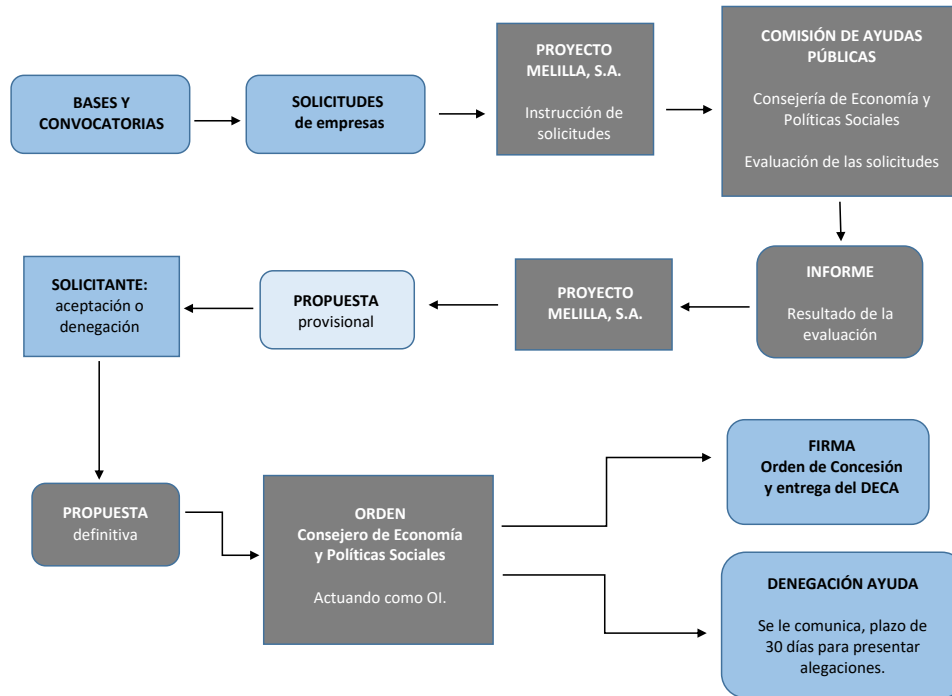 BASES Y
CONVOCATORIAS
SOLICITUDES
de empresas
PROYECTO
MELILLA, S.A.
Instrucción de
solicitudes
COMISIÓN DE AYUDAS
PÚBLICAS
Consejería de Economía y
Políticas Sociales
Evaluación de las solicitudes
INFORME
Resultado de la
evaluación
PROYECTO
MELILLA, S.A.
PROPUESTA
provisional
SOLICITANTE:
aceptación o
denegación
PROPUESTA
definitiva
ORDEN
Consejero de Economía
y Políticas Sociales
Actuando como OI.
FIRMA
Orden de Concesión
y entrega del DECA
DENEGACIÓN AYUDA
Se le comunica, plazo de
30 días para presentar
alegaciones.